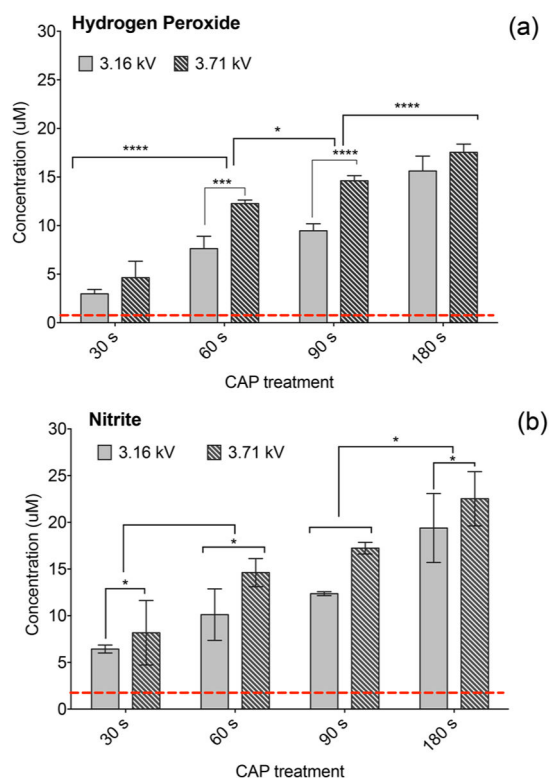 Hydrogen Peroxide
(a)
3.16 kV 3.71 kV
Concentration (uM)
30
25
20
15
10
5
0
****
*
****
***
****
30 s 60 s 90 s 180 s
CAP treatment
Nitrite
(b)
3.16 kV 3.71 kV
Concentration (uM)
30
25
20
15
10
5
0
*
*
*
*
30 s 60 s 90 s 180 s
CAP treatment